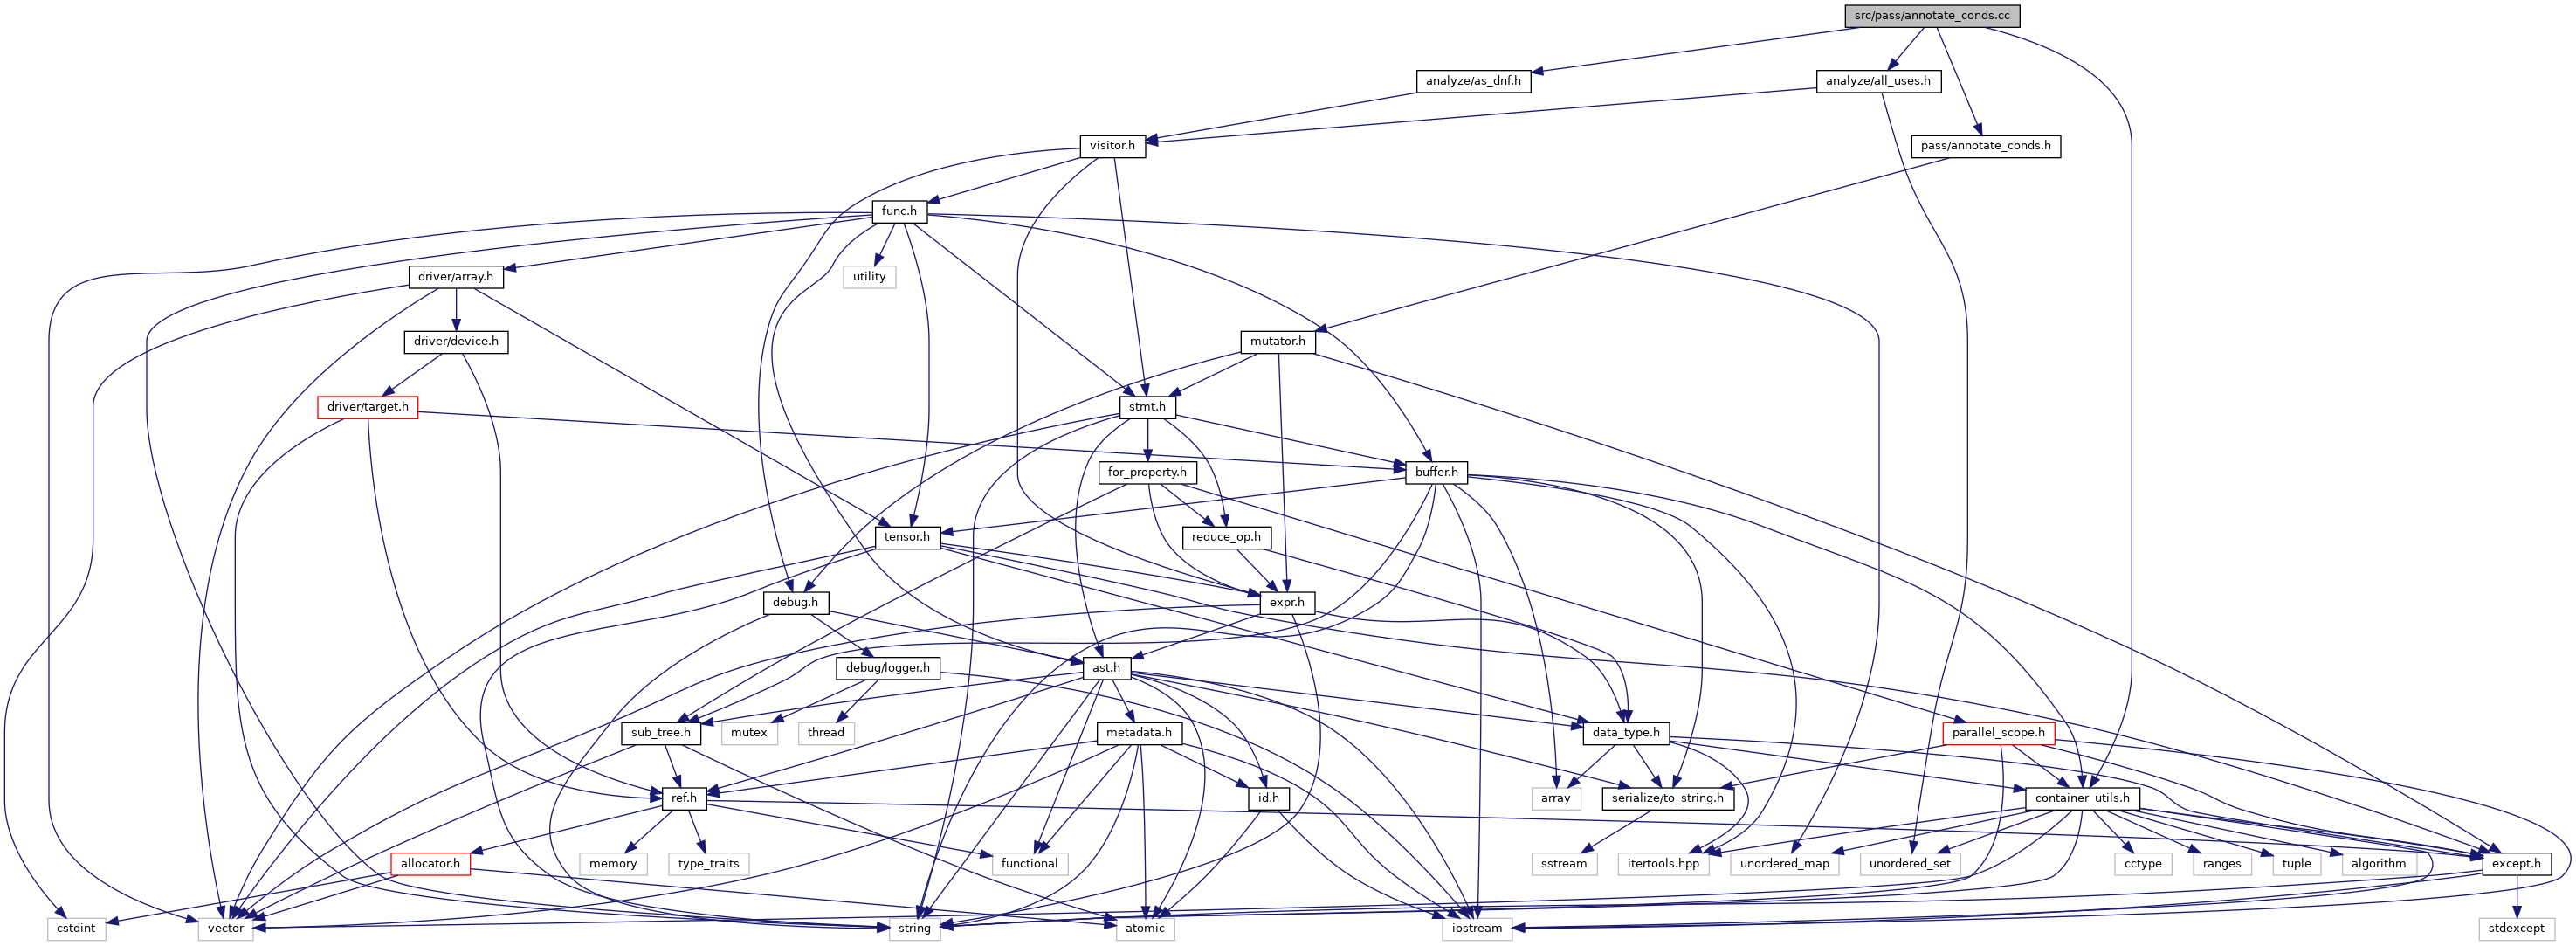 src/pass/annotate_conds.cc
analyze/as_dnf.h
analyze/all_uses.h
visitor.h
pass/annotate_conds.h
func.h
driver/array.h
utility
driver/device.h
mutator.h
driver/target.h
stmt.h
for_property.h
buffer.h
tensor.h
reduce_op.h
debug.h
expr.h
debug/logger.h
ast.h
sub_tree.h
mutex
thread
metadata.h
data_type.h
parallel_scope.h
ref.h
id.h
array
serialize/to_string.h
container_utils.h
allocator.h
memory
type_traits
functional
sstream
itertools.hpp
unordered_map
unordered_set
cctype
ranges
tuple
algorithm
except.h
cstdint
vector
string
atomic
iostream
stdexcept